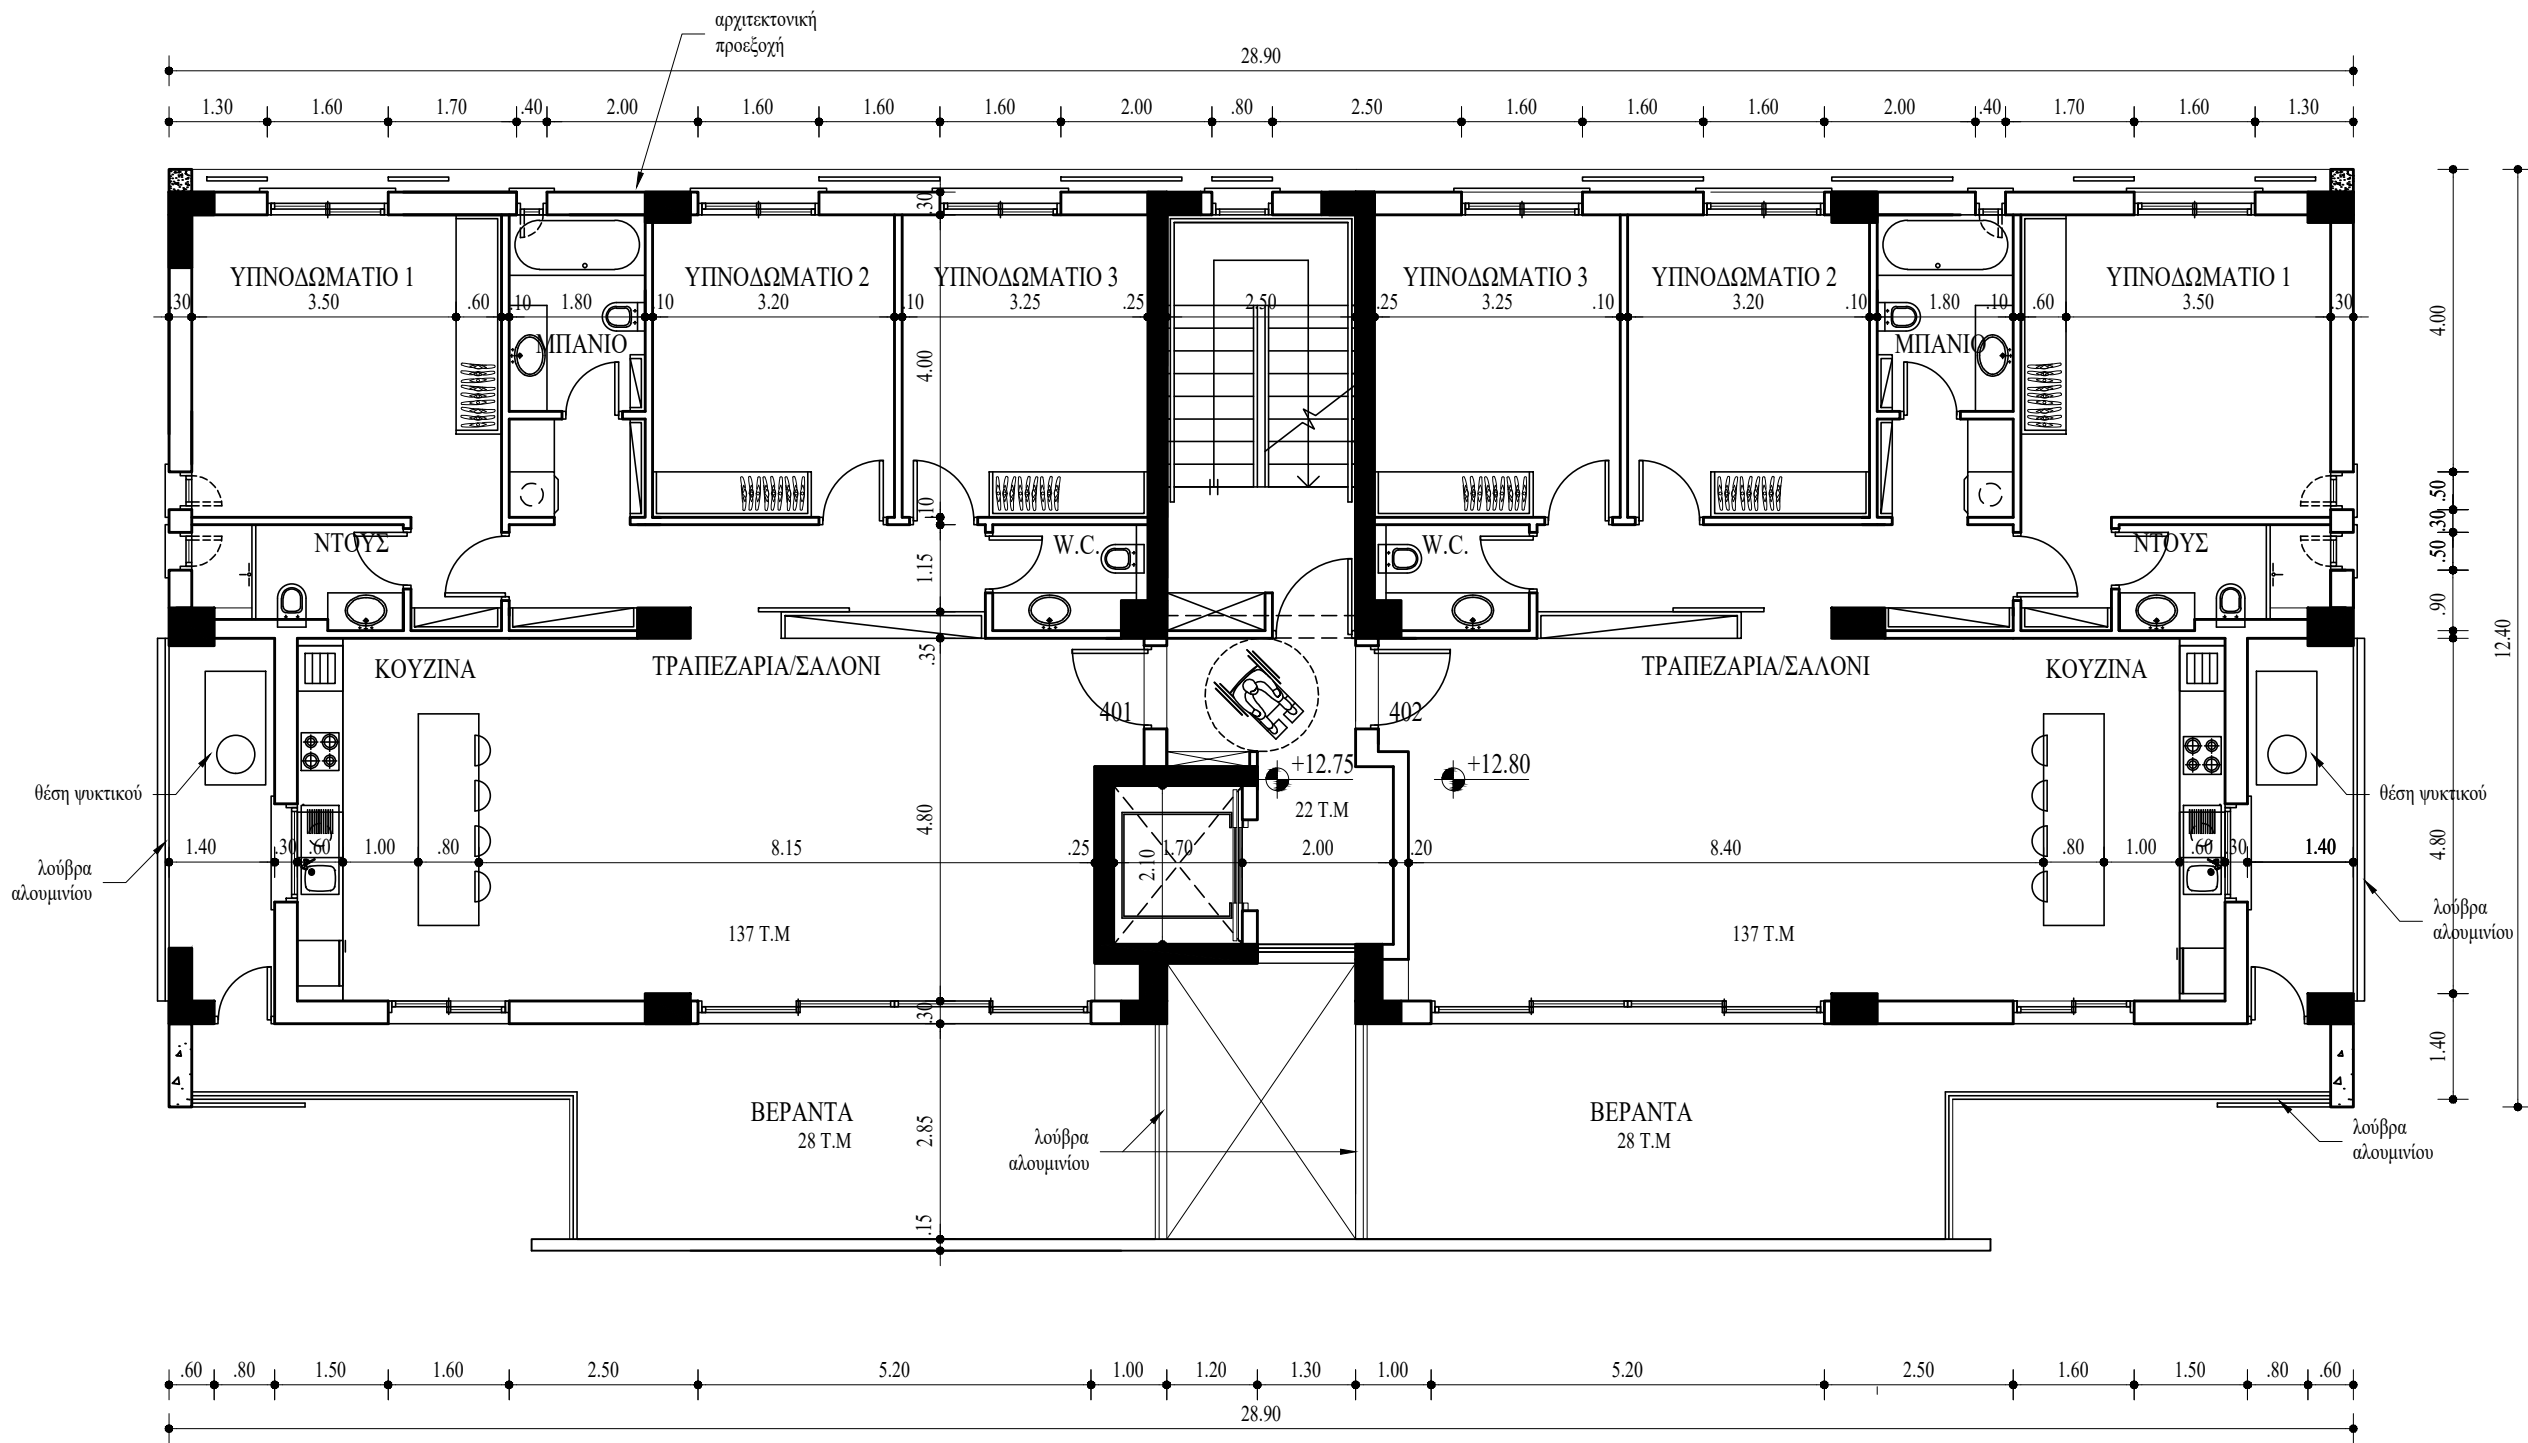 αρχιτεκτονική
προεξοχή
28.90
1.30 1.60 1.70 .40 2.00 1.60 1.60 1.60 2.00 .80 2.50 1.60 1.60 1.60 2.00 .40 1.70 1.60 1.30
.30
ΥΠΝΟΔΩΜΑΤΙΟ 1 ΥΠΝΟΔΩΜΑΤΙΟ 2 ΥΠΝΟΔΩΜΑΤΙΟ 3 ΥΠΝΟΔΩΜΑΤΙΟ 3 ΥΠΝΟΔΩΜΑΤΙΟ 2 ΥΠΝΟΔΩΜΑΤΙΟ 1
.30 3.50 .60 .10 1.80 .10 3.20 .10 3.25 .25 2.50 .25 3.25 .10 3.20 .10 1.80 .10 .60 3.50 .30
4.00
ΜΠΑΝΙΟ ΜΠΑΝΙΟ
4.00
.10
.50
.30
ΝΤΟΥΣ W.C. W.C. ΝΤΟΥΣ
.50
1.15
.90
12.40
.35
ΚΟΥΖΙΝΑ ΤΡΑΠΕΖΑΡΙΑ/ΣΑΛΟΝΙ ΤΡΑΠΕΖΑΡΙΑ/ΣΑΛΟΝΙ ΚΟΥΖΙΝΑ
401 402
+12.75 +12.80
θέση ψυκτικού 22 Τ.Μ θέση ψυκτικού
4.80
4.80
1.40 .30 .60 1.00 .80 8.15 .25 1.70 2.00 .20 8.40 .80 1.00 .60 .30 1.40
2.10
λούβρα
αλουμινίου
λούβρα
αλουμινίου
137 Τ.Μ 137 Τ.Μ
.30
1.40
ΒΕΡΑΝΤΑ ΒΕΡΑΝΤΑ
28 Τ.Μ 28 Τ.Μ
2.85
λούβρα
αλουμινίου
λούβρα
αλουμινίου
.15
.60 .80 1.50 1.60 2.50 5.20 1.00 1.20 1.30 1.00 5.20 2.50 1.60 1.50 .80 .60
28.90